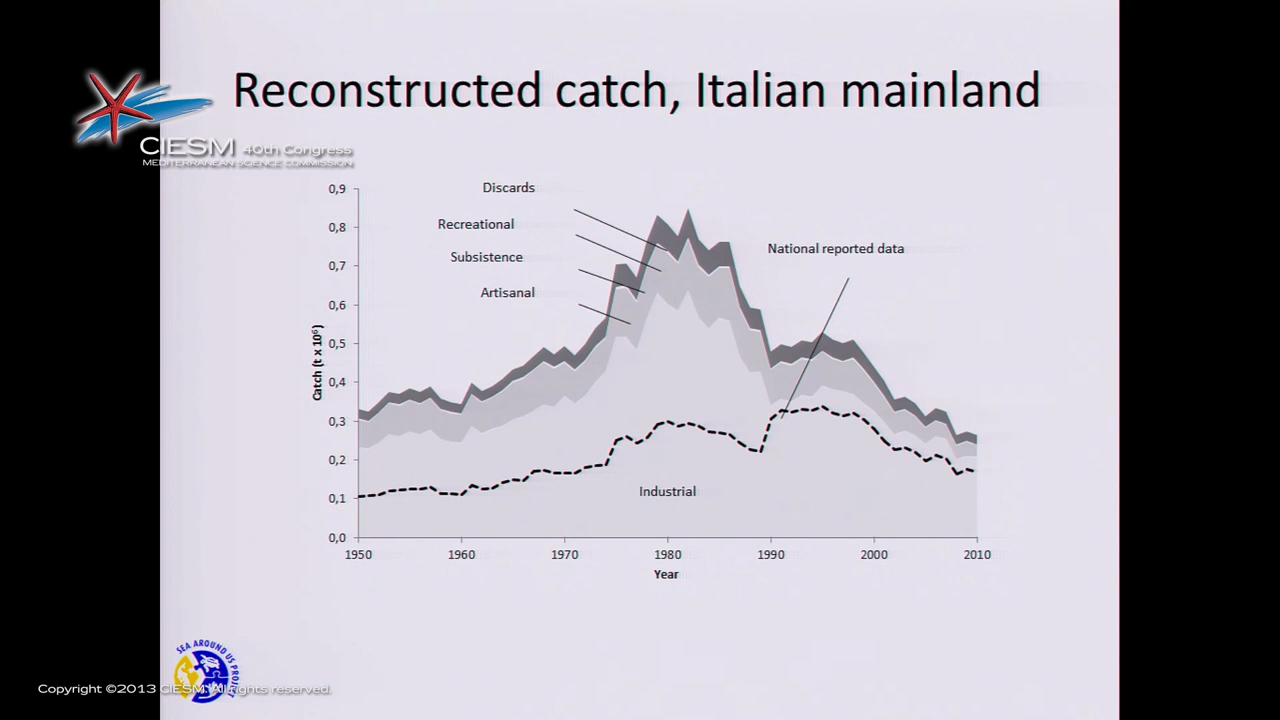 Reconstructed catch, Italian mainland
CIESM 40th Congress
MEDITERRANEAN SCIENCE COMMISSION
0,9
Discards
0,8
Recreational
National reported data
Subsistence
0,7
Artisanal
0,6
0,5
Catch (t x 10⁶)
0,4
0,3
0,2
Industrial
0,1
0,0
1950 1960 1970 1980 1990 2000 2010
Year
SEA AROUND US PROJECT
Copyright ©2013 CIESM. All rights reserved.